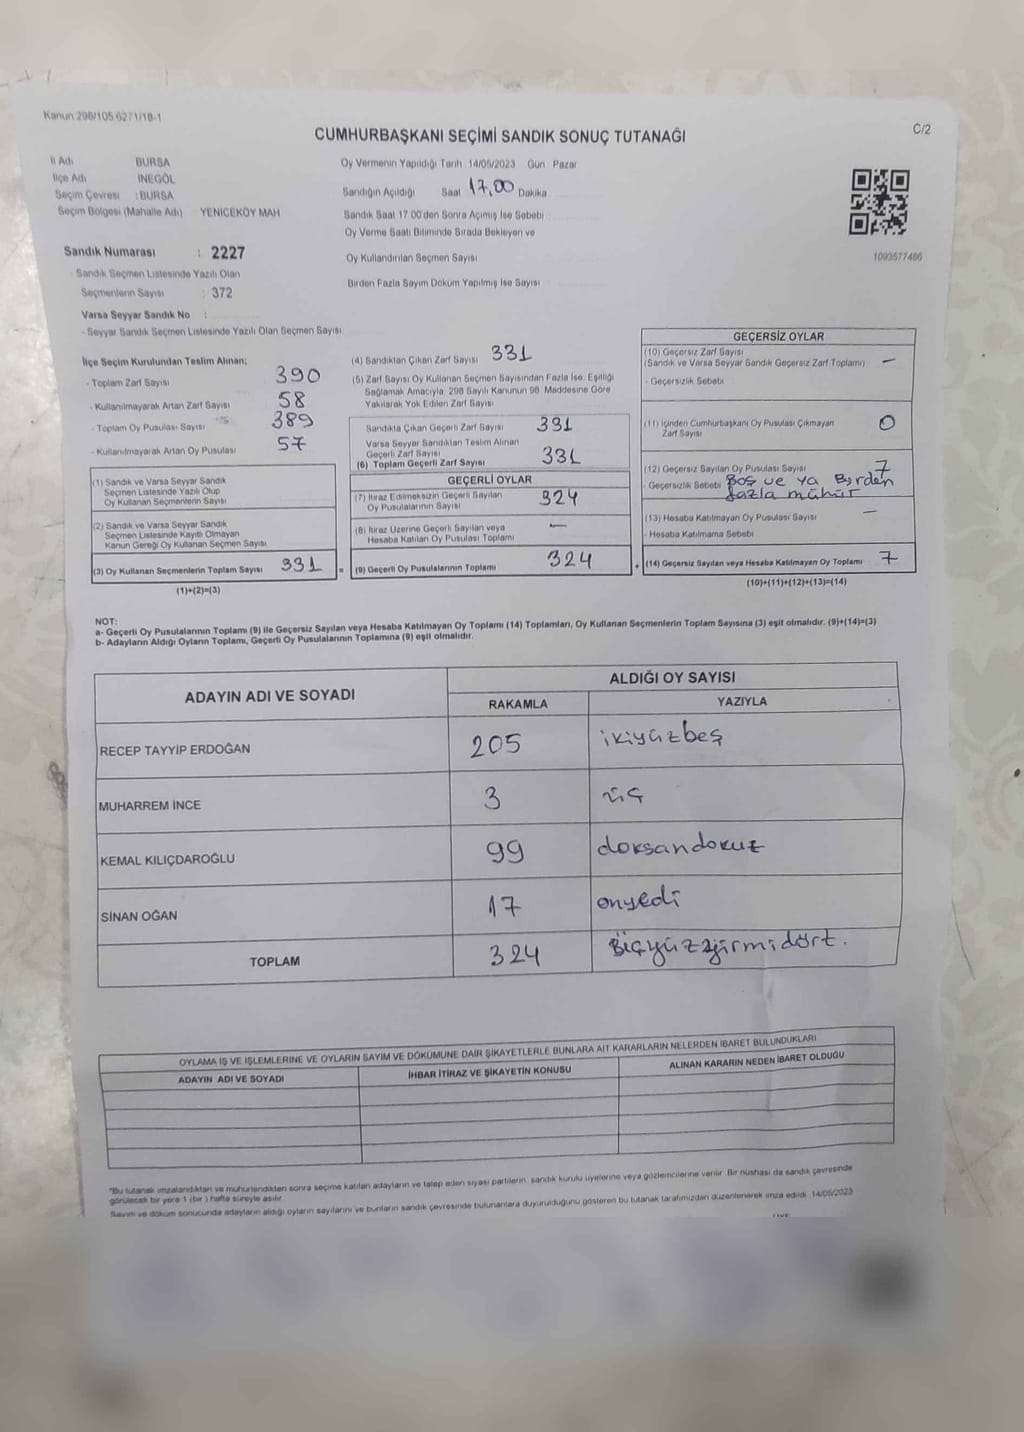 Kanun:298/105.6271/18-1
C/2
CUMHURBAŞKANI SEÇİMİ SANDIK SONUÇ TUTANAĞI
İl Adı BURSA
İlçe Adı İNEGÖL
Seçim Çevresi : BURSA
Seçim Bölgesi (Mahalle Adı) YENİCEKÖY MAH
Oy Vermenin Yapıldığı Tarih: 14/05/2023 Gün: Pazar
Sandığın Açıldığı Saat 17,00 Dakika
Sandık Saat 17:00'den Sonra Açımış İse Sebebi
Oy Verme Saati Bitiminde Sırada Bekleyen ve
Oy Kullandırılan Seçmen Sayısı
Birden Fazla Sayım Döküm Yapılmış İse Sayısı
1093577486
Sandık Numarası : 2227
- Sandık Seçmen Listesinde Yazılı Olan
Seçmenlerin Sayısı : 372
Varsa Seyyar Sandık No :
- Seyyar Sandık Seçmen Listesinde Yazılı Olan Seçmen Sayısı
İlçe Seçim Kurulundan Teslim Alınan;
- Toplam Zarf Sayısı 390
- Kullanılmayarak Artan Zarf Sayısı 58
- Toplam Oy Pusulası Sayısı 389
- Kullanılmayarak Artan Oy Pusulası 57
(1) Sandık ve Varsa Seyyar Sandık
Seçmen Listesinde Yazılı Olup
Oy Kullanan Seçmenlerin Sayısı
(2) Sandık ve Varsa Seyyar Sandık
Seçmen Listesinde Kayıtlı Olmayan
Kanun Gereği Oy Kullanan Seçmen Sayısı
(3) Oy Kullanan Seçmenlerin Toplam Sayısı 331
(1)+(2)=(3)
(4) Sandıktan Çıkan Zarf Sayısı 331
(5) Zarf Sayısı Oy Kullanan Seçmen Sayısından Fazla İse; Eşitliği
Sağlamak Amacıyla; 298 Sayılı Kanunun 98. Maddesine Göre
Yakılarak Yok Edilen Zarf Sayısı
Sandıkta Çıkan Geçerli Zarf Sayısı 331
Varsa Seyyar Sandıktan Teslim Alınan
Geçerli Zarf Sayısı
(6) Toplam Geçerli Zarf Sayısı 331
GEÇERLİ OYLAR
(7) İtiraz Edilmeksizin Geçerli Sayılan
Oy Pusulalarının Sayısı 324
(8) İtiraz Üzerine Geçerli Sayılan veya
Hesaba Katılan Oy Pusulası Toplamı —
= (9) Geçerli Oy Pusulalarının Toplamı 324
GEÇERSİZ OYLAR
(10) Geçersiz Zarf Sayısı
(Sandık ve Varsa Seyyar Sandık Geçersiz Zarf Toplamı) —
- Geçersizlik Sebebi
(11) İçinden Cumhurbaşkanı Oy Pusulası Çıkmayan
Zarf Sayısı 0
(12) Geçersiz Sayılan Oy Pusulası Sayısı 7
- Geçersizlik Sebebi Boş ve ya Birden
fazla mühür
(13) Hesaba Katılmayan Oy Pusulası Sayısı —
- Hesaba Katılmama Sebebi
+ (14) Geçersiz Sayılan veya Hesaba Katılmayan Oy Toplamı 7
(10)+(11)+(12)+(13)=(14)
NOT:
a- Geçerli Oy Pusulalarının Toplamı (9) ile Geçersiz Sayılan veya Hesaba Katılmayan Oy Toplamı (14) Toplamları, Oy Kullanan Seçmenlerin Toplam Sayısına (3) eşit olmalıdır. (9)+(14)=(3)
b- Adayların Aldığı Oyların Toplamı, Geçerli Oy Pusulalarının Toplamına (9) eşit olmalıdır.
ADAYIN ADI VE SOYADI ALDIĞI OY SAYISI
RAKAMLA YAZIYLA
RECEP TAYYİP ERDOĞAN 205 ikiyüzbeş
MUHARREM İNCE 3 üç
KEMAL KILIÇDAROĞLU 99 doksandokuz
SİNAN OĞAN 17 onyedi
TOPLAM 324 üçyüzyirmidört.
OYLAMA İŞ VE İŞLEMLERİNE VE OYLARIN SAYIM VE DÖKÜMÜNE DAİR ŞİKAYETLERLE BUNLARA AİT KARARLARIN NELERDEN İBARET BULUNDUKLARI
ADAYIN ADI VE SOYADI İHBAR İTİRAZ VE ŞİKAYETİN KONUSU ALINAN KARARIN NEDEN İBARET OLDUĞU
*Bu tutanak imzalandıktan ve mühürlendikten sonra seçime katılan adayların ve talep eden siyasi partilerin, sandık kurulu üyelerine veya gözlemcilerine verilir. Bir nüshası da sandık çevresinde
görülecek bir yere 1 (bir) hafta süreyle asılır.
Sayım ve döküm sonucunda adayların aldığı oyların sayılarını ve bunların sandık çevresinde bulunanlara duyurulduğunu gösteren bu tutanak tarafımızdan düzenlenerek imza edildi. 14/05/2023